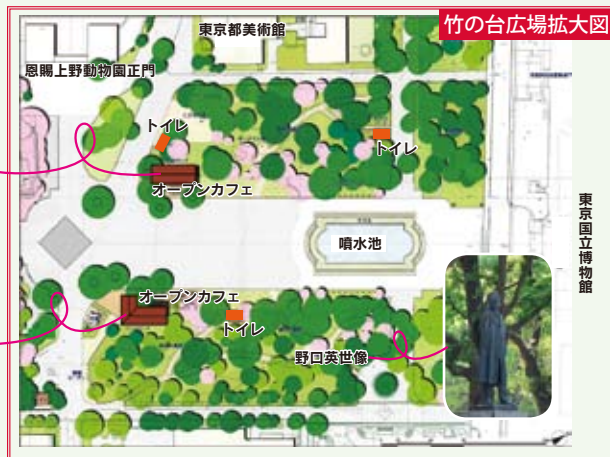 竹の台広場拡大図
東京都美術館
恩賜上野動物園正門
トイレ
トイレ
オープンカフェ
噴水池
東京国立博物館
オープンカフェ
トイレ
野口英世像